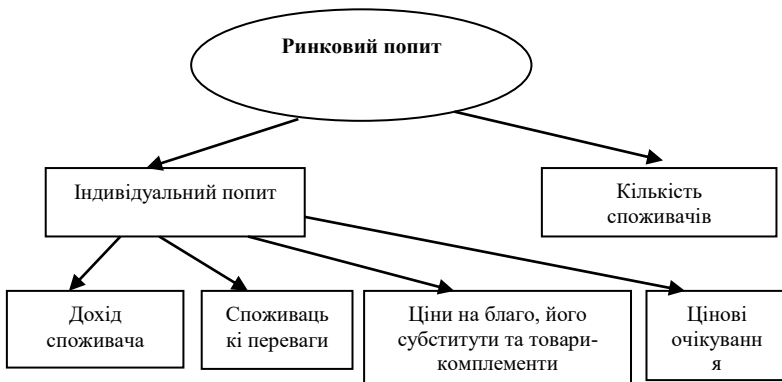 Ринковий попит
Індивідуальний попит
Кількість
споживачів
Дохід
споживача
Споживаць
кі переваги
Ціни на благо, його
субститути та товари-
комплементи
Цінові
очікуванн
я